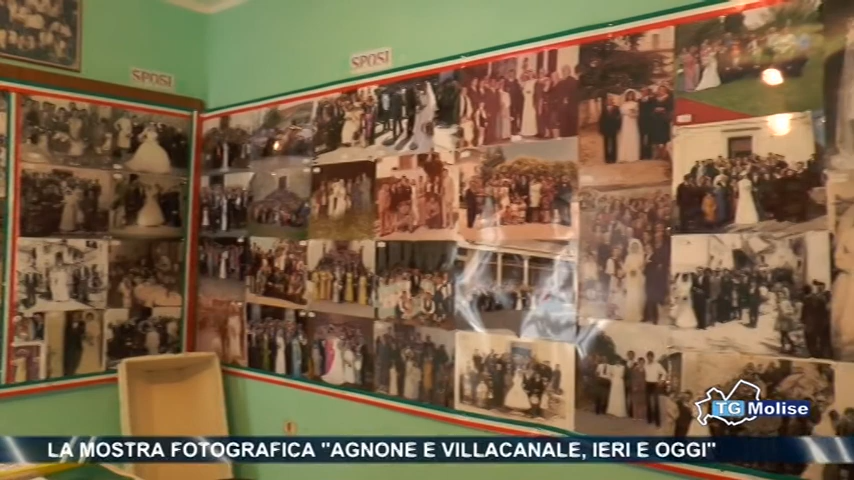 SPOSI
SPOSI
TG Molise
LA MOSTRA FOTOGRAFICA "AGNONE E VILLACANALE, IERI E OGGI"